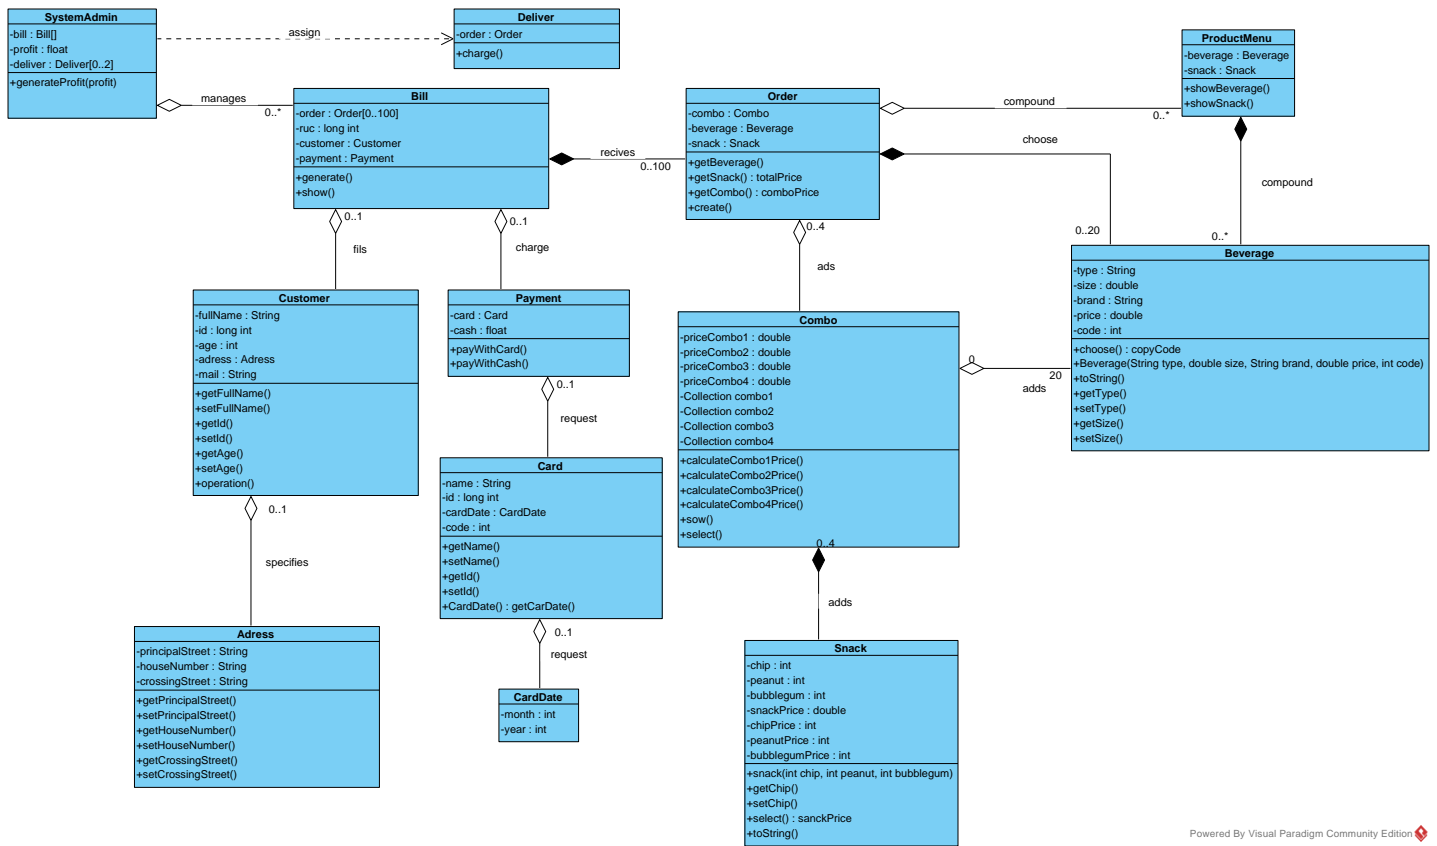 SystemAdmin
-bill : Bill[]
-profit : float
-deliver : Deliver[0..2]
+generateProfit(profit)
assign
Deliver
-order : Order
+charge()
ProductMenu
-beverage : Beverage
-snack : Snack
+showBeverage()
+showSnack()
manages
0..*
Bill
-order : Order[0..100]
-ruc : long int
-customer : Customer
-payment : Payment
+generate()
+show()
recives
0..100
Order
-combo : Combo
-beverage : Beverage
-snack : Snack
+getBeverage()
+getSnack() : totalPrice
+getCombo() : comboPrice
+create()
compound
0..*
choose
0..20
compound
0..*
0..1
fils
0..1
charge
0..4
ads
Customer
-fullName : String
-id : long int
-age : int
-adress : Adress
-mail : String
+getFullName()
+setFullName()
+getId()
+setId()
+getAge()
+setAge()
+operation()
Payment
-card : Card
-cash : float
+payWithCard()
+payWithCash()
0..1
request
Combo
-priceCombo1 : double
-priceCombo2 : double
-priceCombo3 : double
-priceCombo4 : double
-Collection combo1
-Collection combo2
-Collection combo3
-Collection combo4
+calculateCombo1Price()
+calculateCombo2Price()
+calculateCombo3Price()
+calculateCombo4Price()
+sow()
+select()
0
20
adds
Beverage
-type : String
-size : double
-brand : String
-price : double
-code : int
+choose() : copyCode
+Beverage(String type, double size, String brand, double price, int code)
+toString()
+getType()
+setType()
+getSize()
+setSize()
0..1
specifies
Card
-name : String
-id : long int
-cardDate : CardDate
-code : int
+getName()
+setName()
+getId()
+setId()
+CardDate() : getCarDate()
0..1
request
0..4
adds
Adress
-principalStreet : String
-houseNumber : String
-crossingStreet : String
+getPrincipalStreet()
+setPrincipalStreet()
+getHouseNumber()
+setHouseNumber()
+getCrossingStreet()
+setCrossingStreet()
CardDate
-month : int
-year : int
Snack
-chip : int
-peanut : int
-bubblegum : int
-snackPrice : double
-chipPrice : int
-peanutPrice : int
-bubblegumPrice : int
+snack(int chip, int peanut, int bubblegum)
+getChip()
+setChip()
+select() : sanckPrice
+toString()
Powered By Visual Paradigm Community Edition